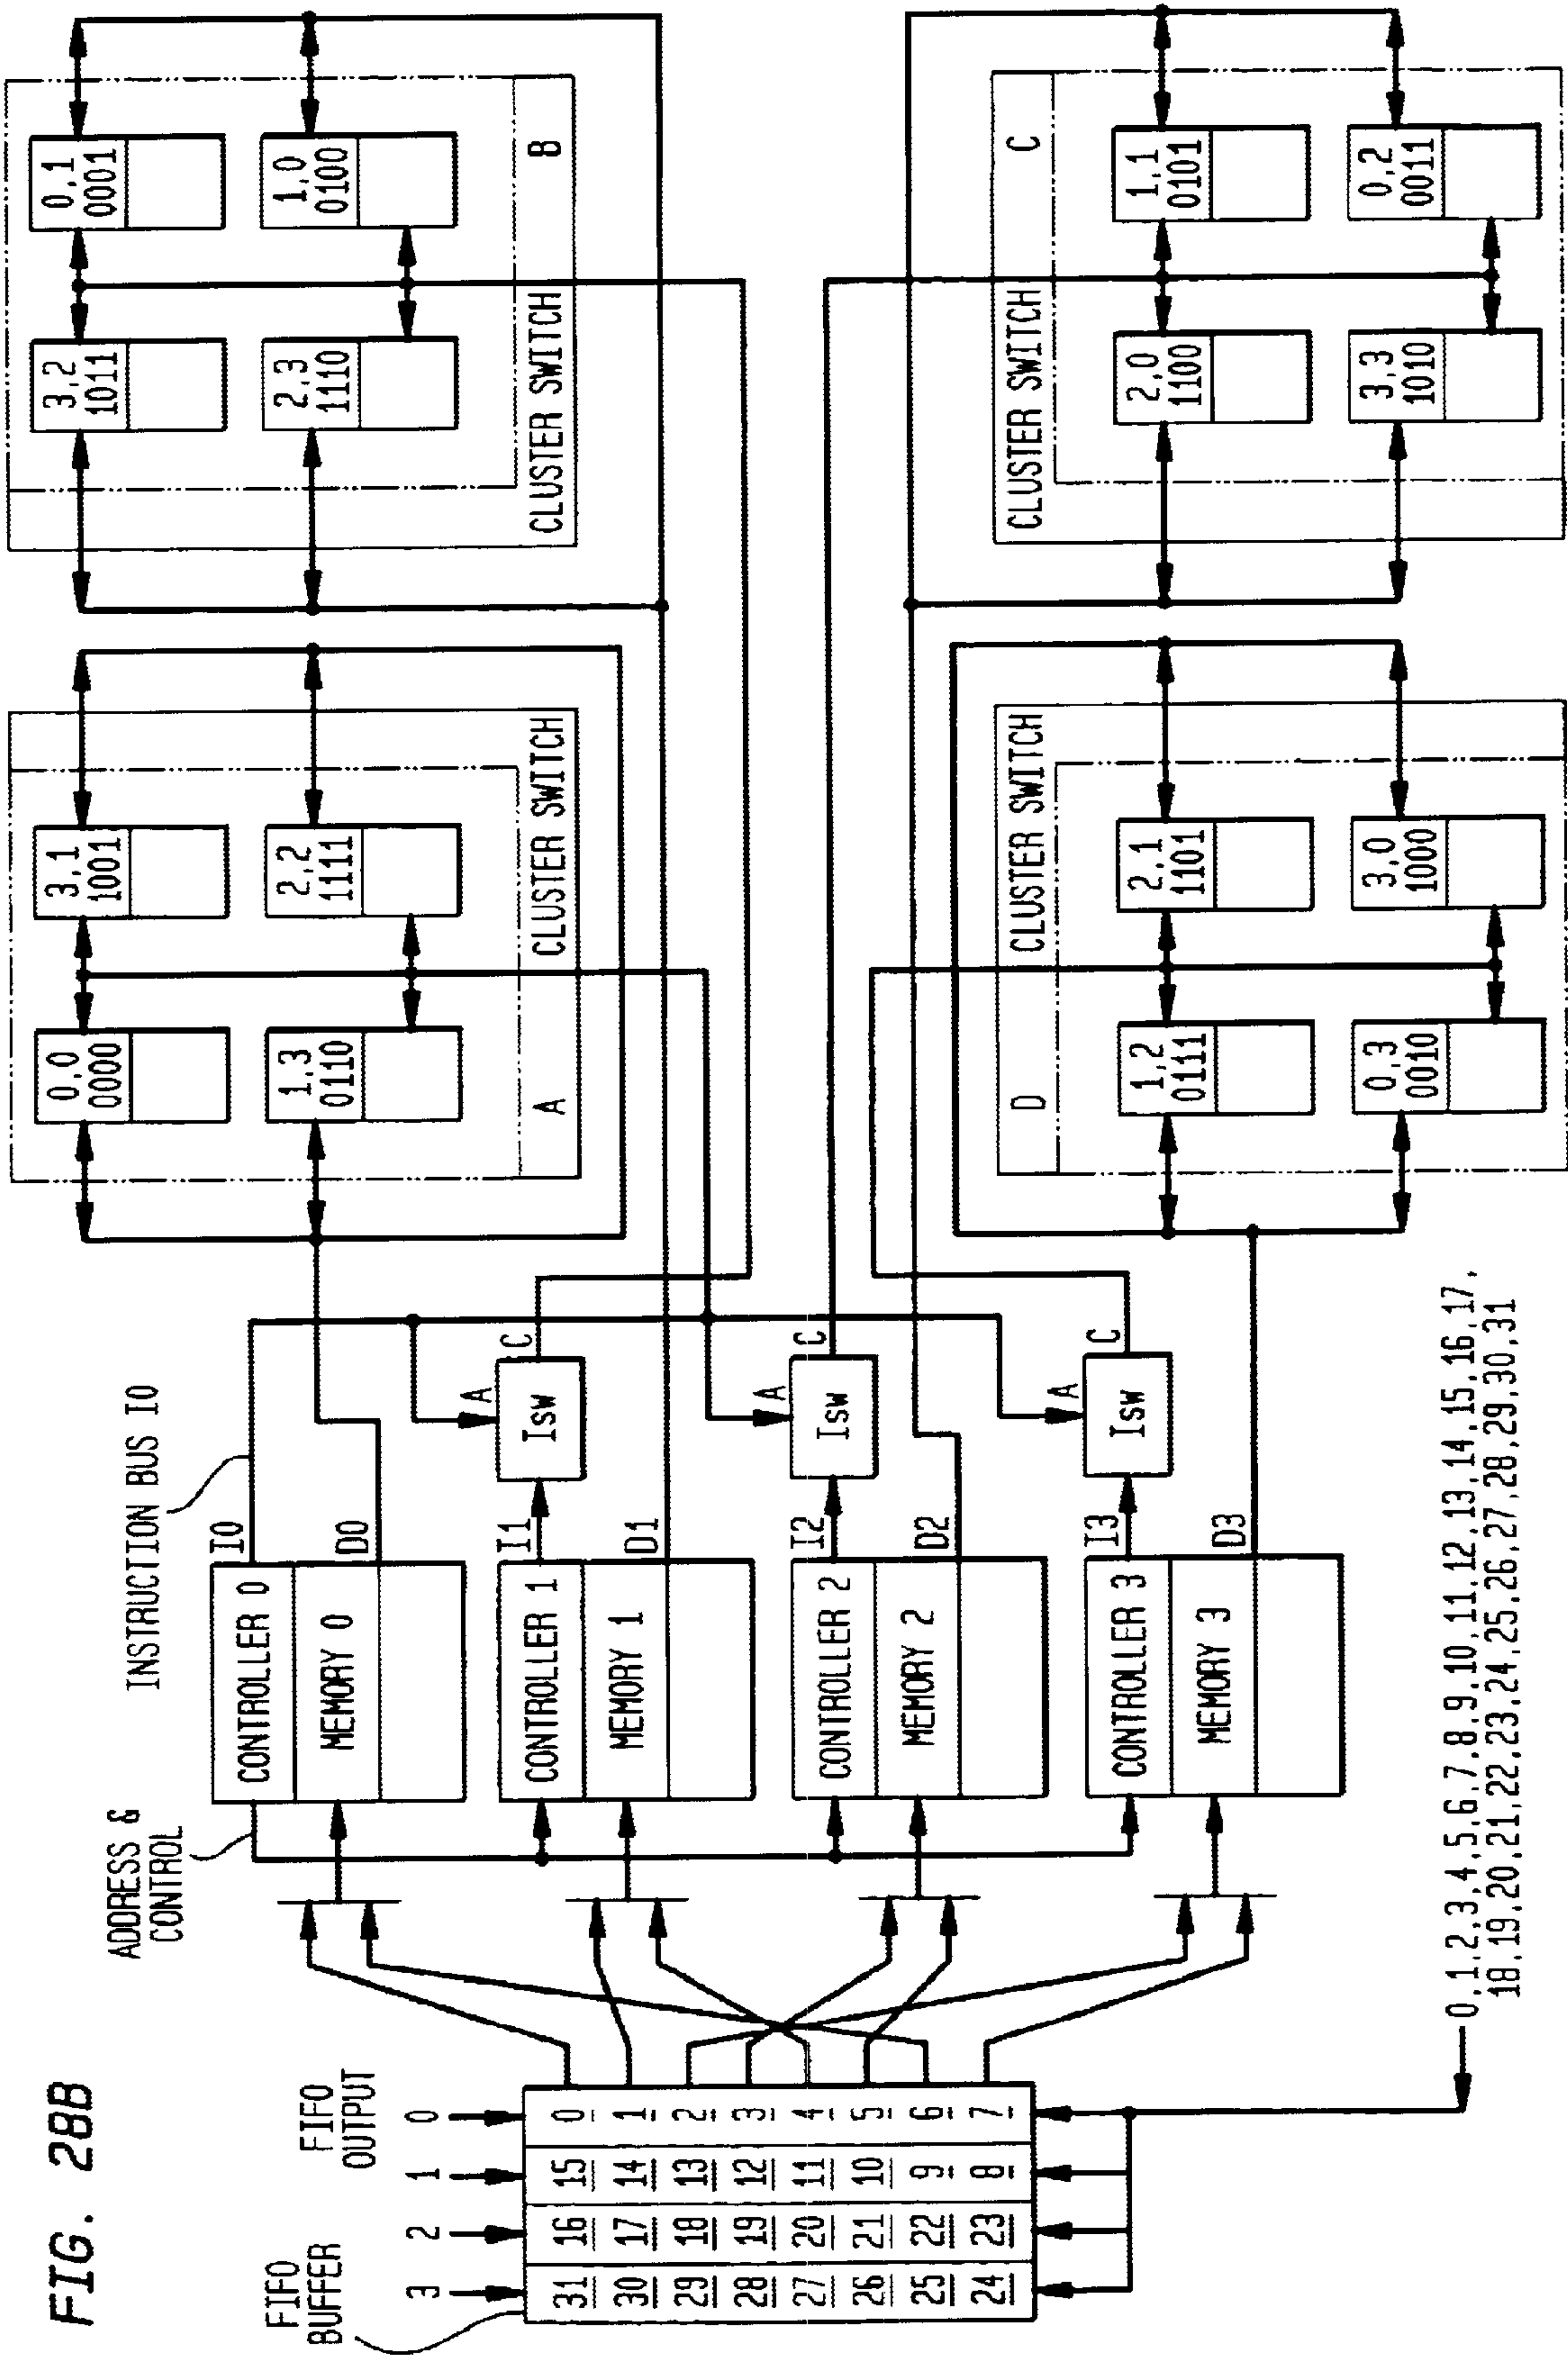 FIG. 28B
FIFO
BUFFER
FIFO
OUTPUT
3
2
1
0
31
16
15
0
30
17
14
1
29
18
13
2
28
19
12
3
27
20
11
4
26
21
10
5
25
22
9
6
24
23
8
7
0,1,2,3,4,5,6,7,8,9,10,11,12,13,14,15,16,17,
18,19,20,21,22,23,24,25,26,27,28,29,30,31
ADDRESS &
CONTROL
INSTRUCTION BUS I0
CONTROLLER 0
I0
MEMORY 0
D0
CONTROLLER 1
I1
MEMORY 1
D1
CONTROLLER 2
I2
MEMORY 2
D2
CONTROLLER 3
I3
MEMORY 3
D3
A
Isw
C
A
Isw
C
A
Isw
C
0,0
0000
3,1
1001
1,3
0110
2,2
1111
A
CLUSTER SWITCH
3,2
1011
0,1
0001
2,3
1110
1,0
0100
CLUSTER SWITCH
B
D
CLUSTER SWITCH
1,2
0111
2,1
1101
0,3
0010
3,0
1000
CLUSTER SWITCH
C
2,0
1100
1,1
0101
3,3
1010
0,2
0011